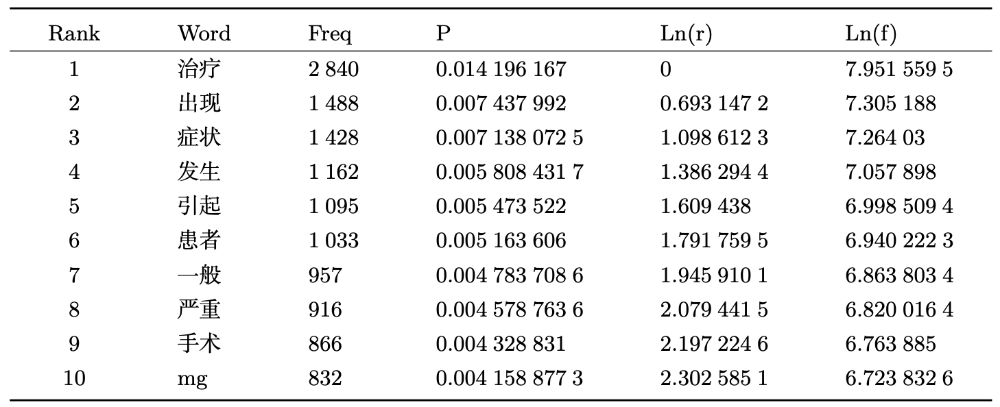 Rank Word Freq P Ln(r) Ln(f)
1 治疗 2 840 0.014 196 167 0 7.951 559 5
2 出现 1 488 0.007 437 992 0.693 147 2 7.305 188
3 症状 1 428 0.007 138 072 5 1.098 612 3 7.264 03
4 发生 1 162 0.005 808 431 7 1.386 294 4 7.057 898
5 引起 1 095 0.005 473 522 1.609 438 6.998 509 4
6 患者 1 033 0.005 163 606 1.791 759 5 6.940 222 3
7 一般 957 0.004 783 708 6 1.945 910 1 6.863 803 4
8 严重 916 0.004 578 763 6 2.079 441 5 6.820 016 4
9 手术 866 0.004 328 831 2.197 224 6 6.763 885
10 mg 832 0.004 158 877 3 2.302 585 1 6.723 832 6